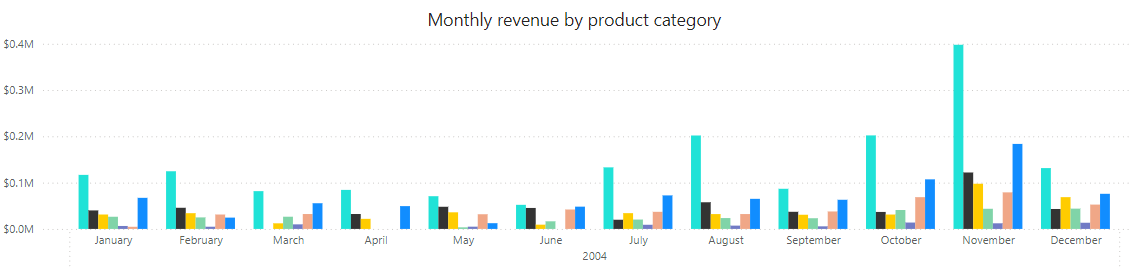 Monthly revenue by product category
$0.4M
$0.3M
$0.2M
$0.1M
$0.0M
January February March April May June July August September October November December
2004